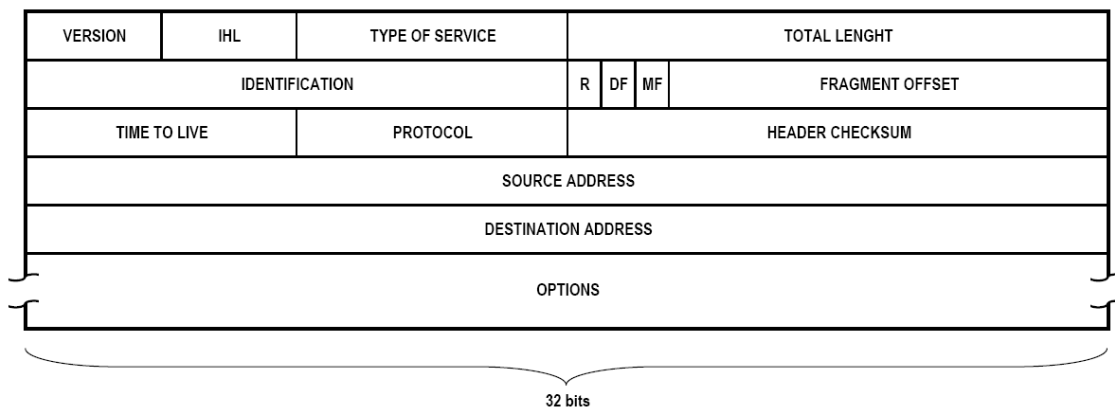 VERSION IHL TYPE OF SERVICE TOTAL LENGHT
IDENTIFICATION R DF MF FRAGMENT OFFSET
TIME TO LIVE PROTOCOL HEADER CHECKSUM
SOURCE ADDRESS
DESTINATION ADDRESS
OPTIONS
32 bits